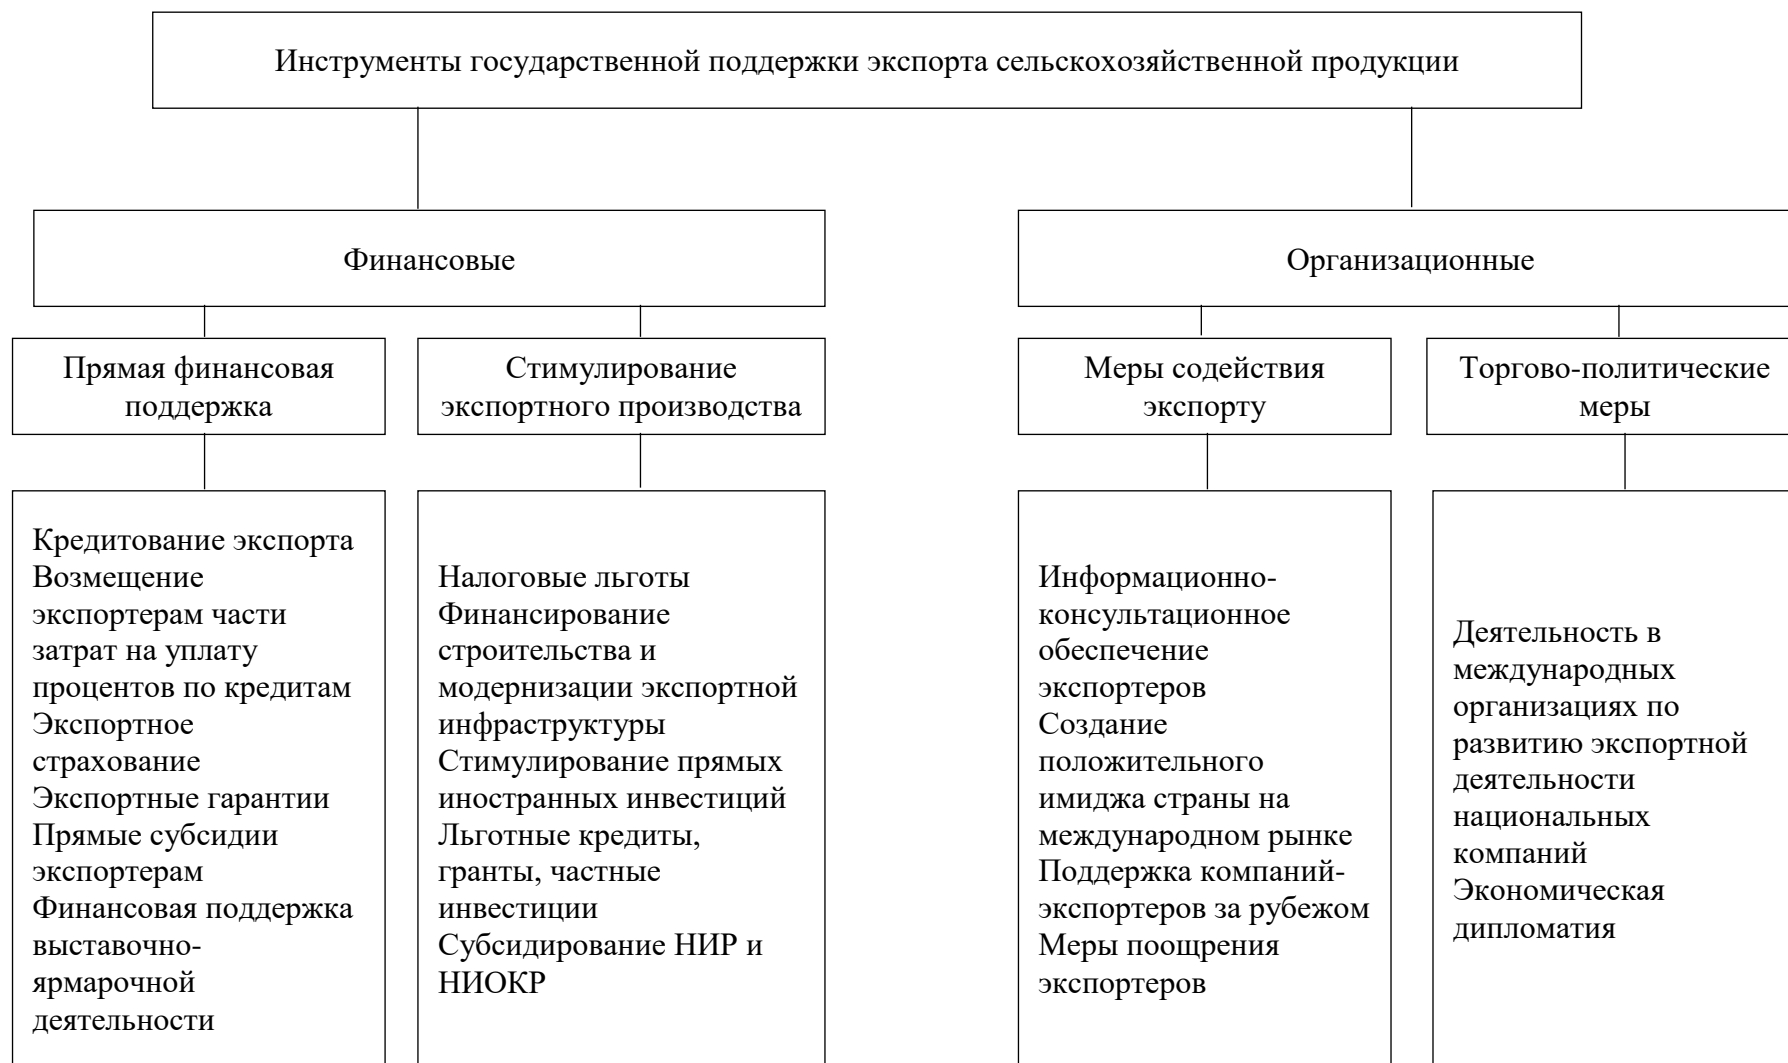 Инструменты государственной поддержки экспорта сельскохозяйственной продукции
Финансовые
Организационные
Прямая финансовая
поддержка
Стимулирование
экспортного производства
Меры содействия
экспорту
Торгово-политические
меры
Кредитование экспорта
Возмещение
экспортерам части
затрат на уплату
процентов по кредитам
Экспортное
страхование
Экспортные гарантии
Прямые субсидии
экспортерам
Финансовая поддержка
выставочно-
ярмарочной
деятельности
Налоговые льготы
Финансирование
строительства и
модернизации экспортной
инфраструктуры
Стимулирование прямых
иностранных инвестиций
Льготные кредиты,
гранты, частные
инвестиции
Субсидирование НИР и
НИОКР
Информационно-
консультационное
обеспечение
экспортеров
Создание
положительного
имиджа страны на
международном рынке
Поддержка компаний-
экспортеров за рубежом
Меры поощрения
экспортеров
Деятельность в
международных
организациях по
развитию экспортной
деятельности
национальных
компаний
Экономическая
дипломатия